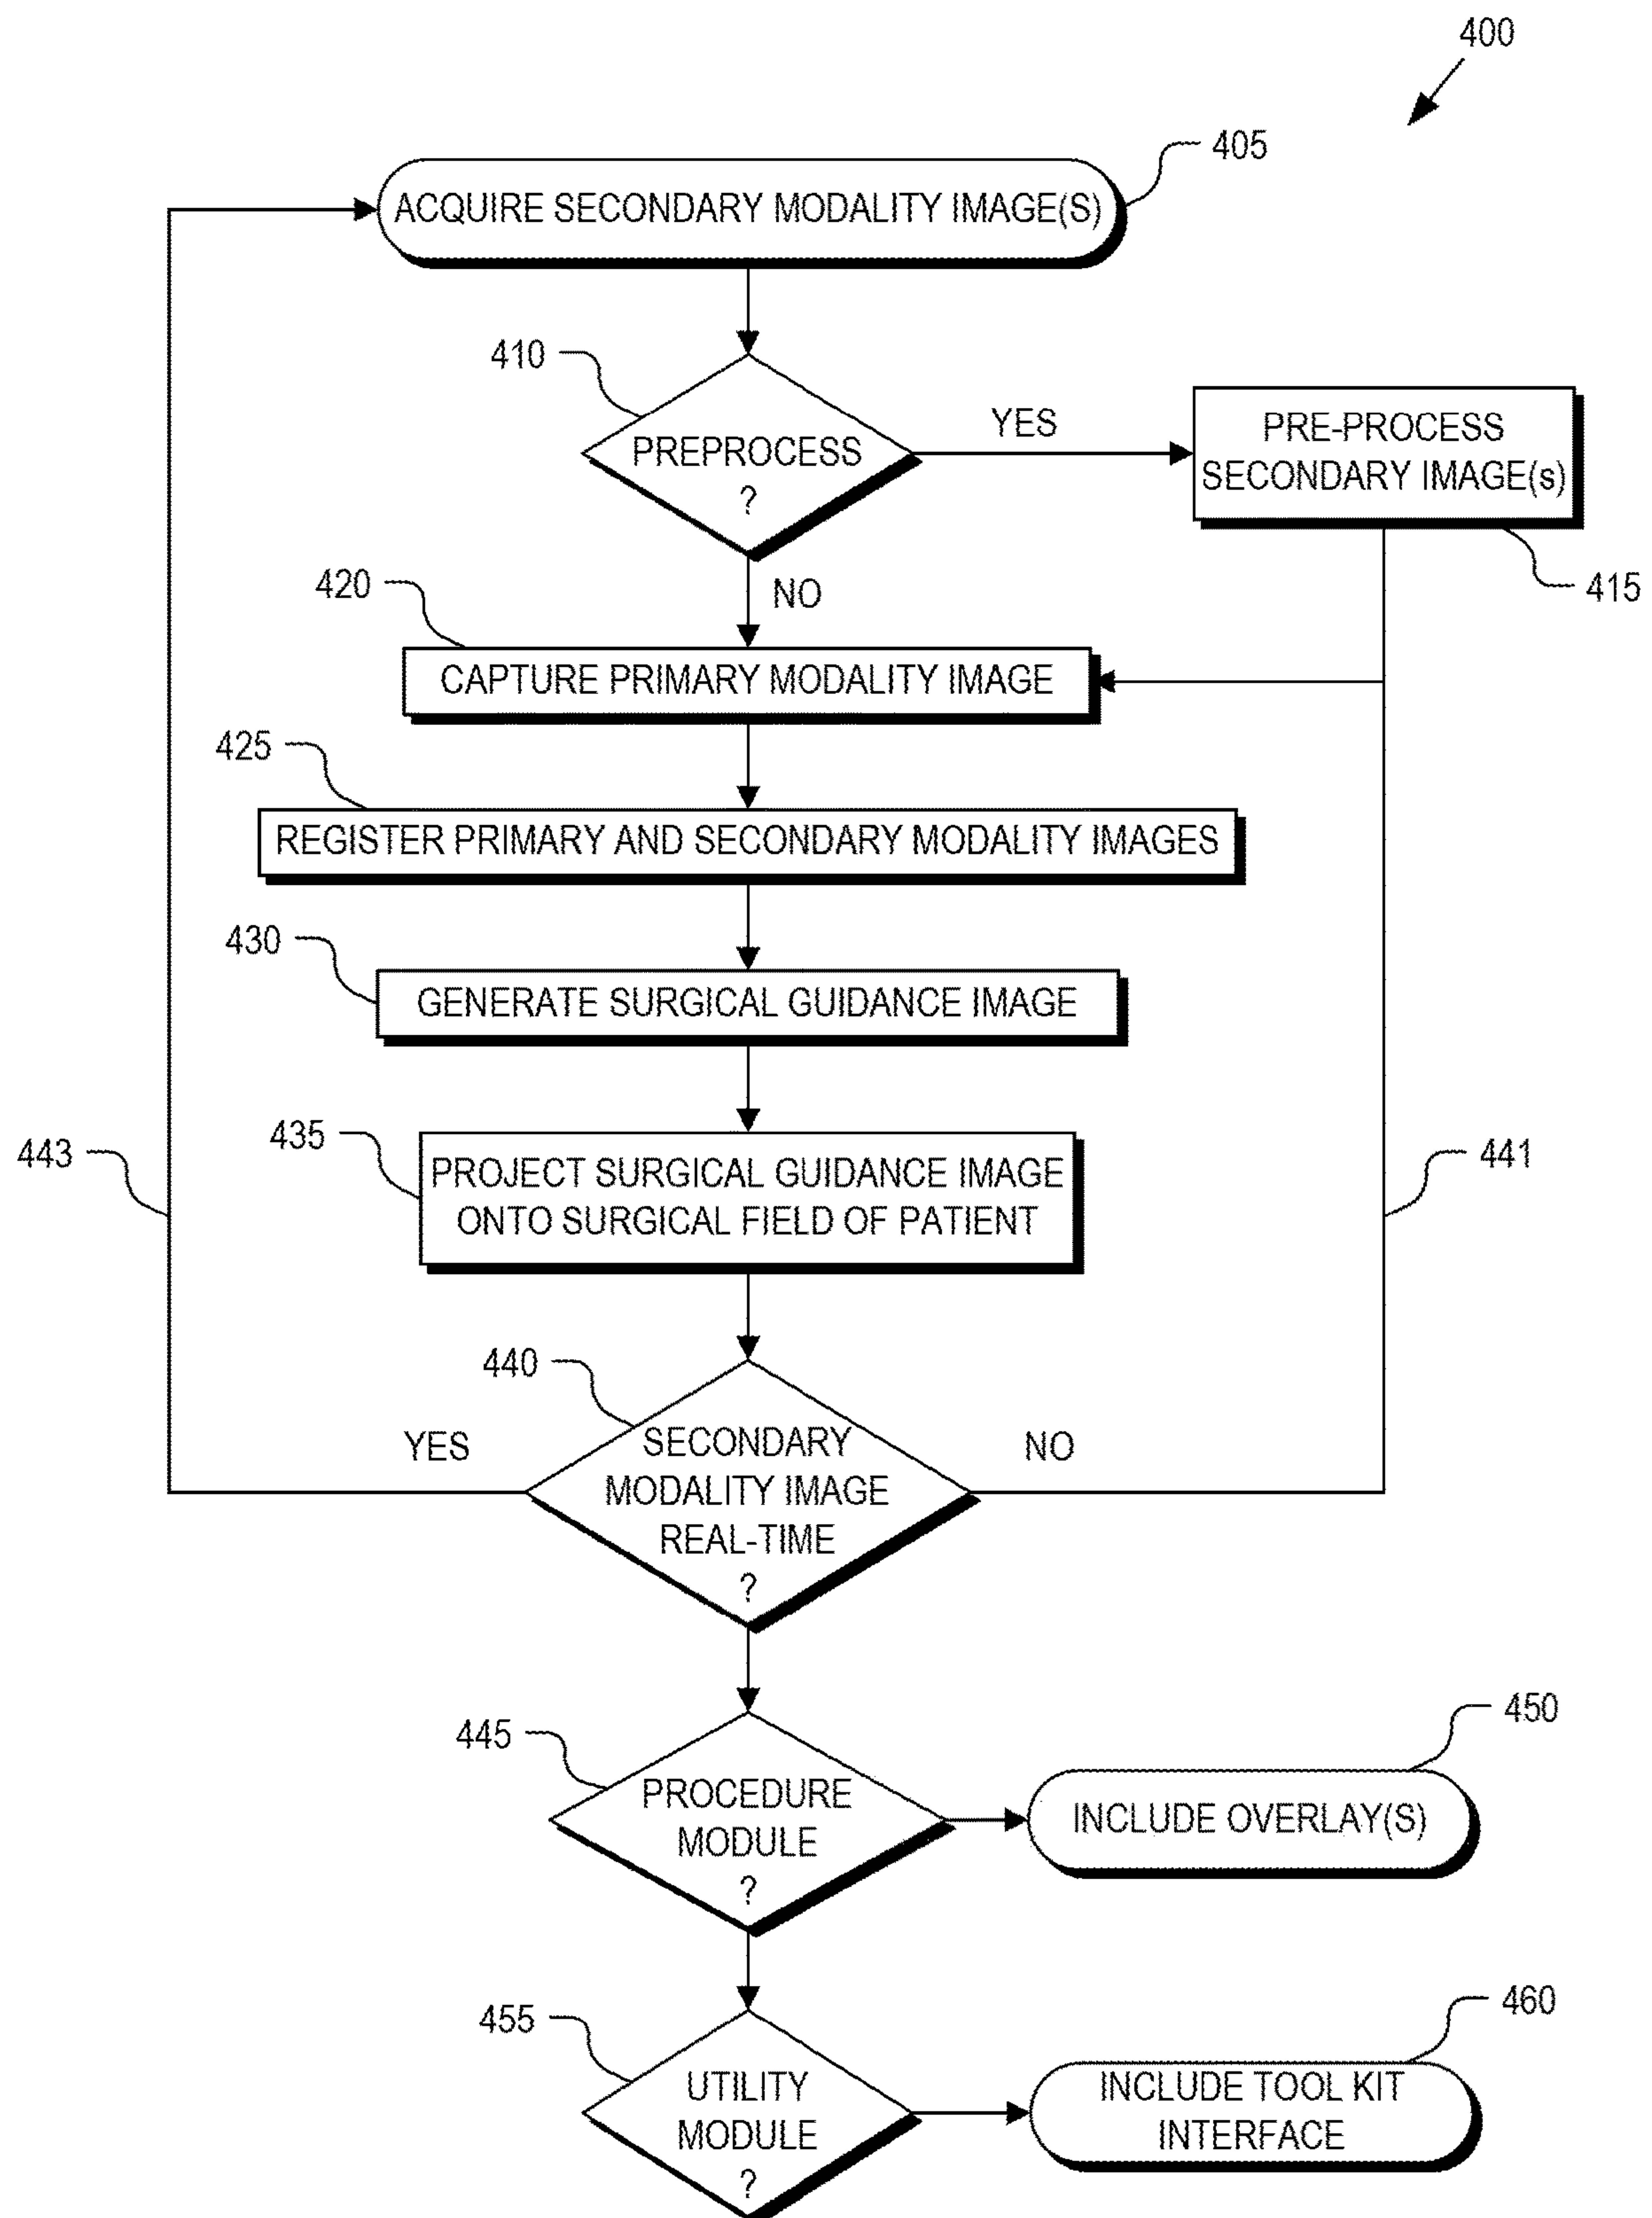 400
405
ACQUIRE SECONDARY MODALITY IMAGE(S)
410
PREPROCESS
?
YES
PRE-PROCESS
SECONDARY IMAGE(s)
415
NO
420
CAPTURE PRIMARY MODALITY IMAGE
425
REGISTER PRIMARY AND SECONDARY MODALITY IMAGES
430
GENERATE SURGICAL GUIDANCE IMAGE
435
PROJECT SURGICAL GUIDANCE IMAGE
ONTO SURGICAL FIELD OF PATIENT
443
441
440
YES
SECONDARY
MODALITY IMAGE
REAL-TIME
?
NO
445
PROCEDURE
MODULE
?
450
INCLUDE OVERLAY(S)
455
UTILITY
MODULE
?
460
INCLUDE TOOL KIT
INTERFACE